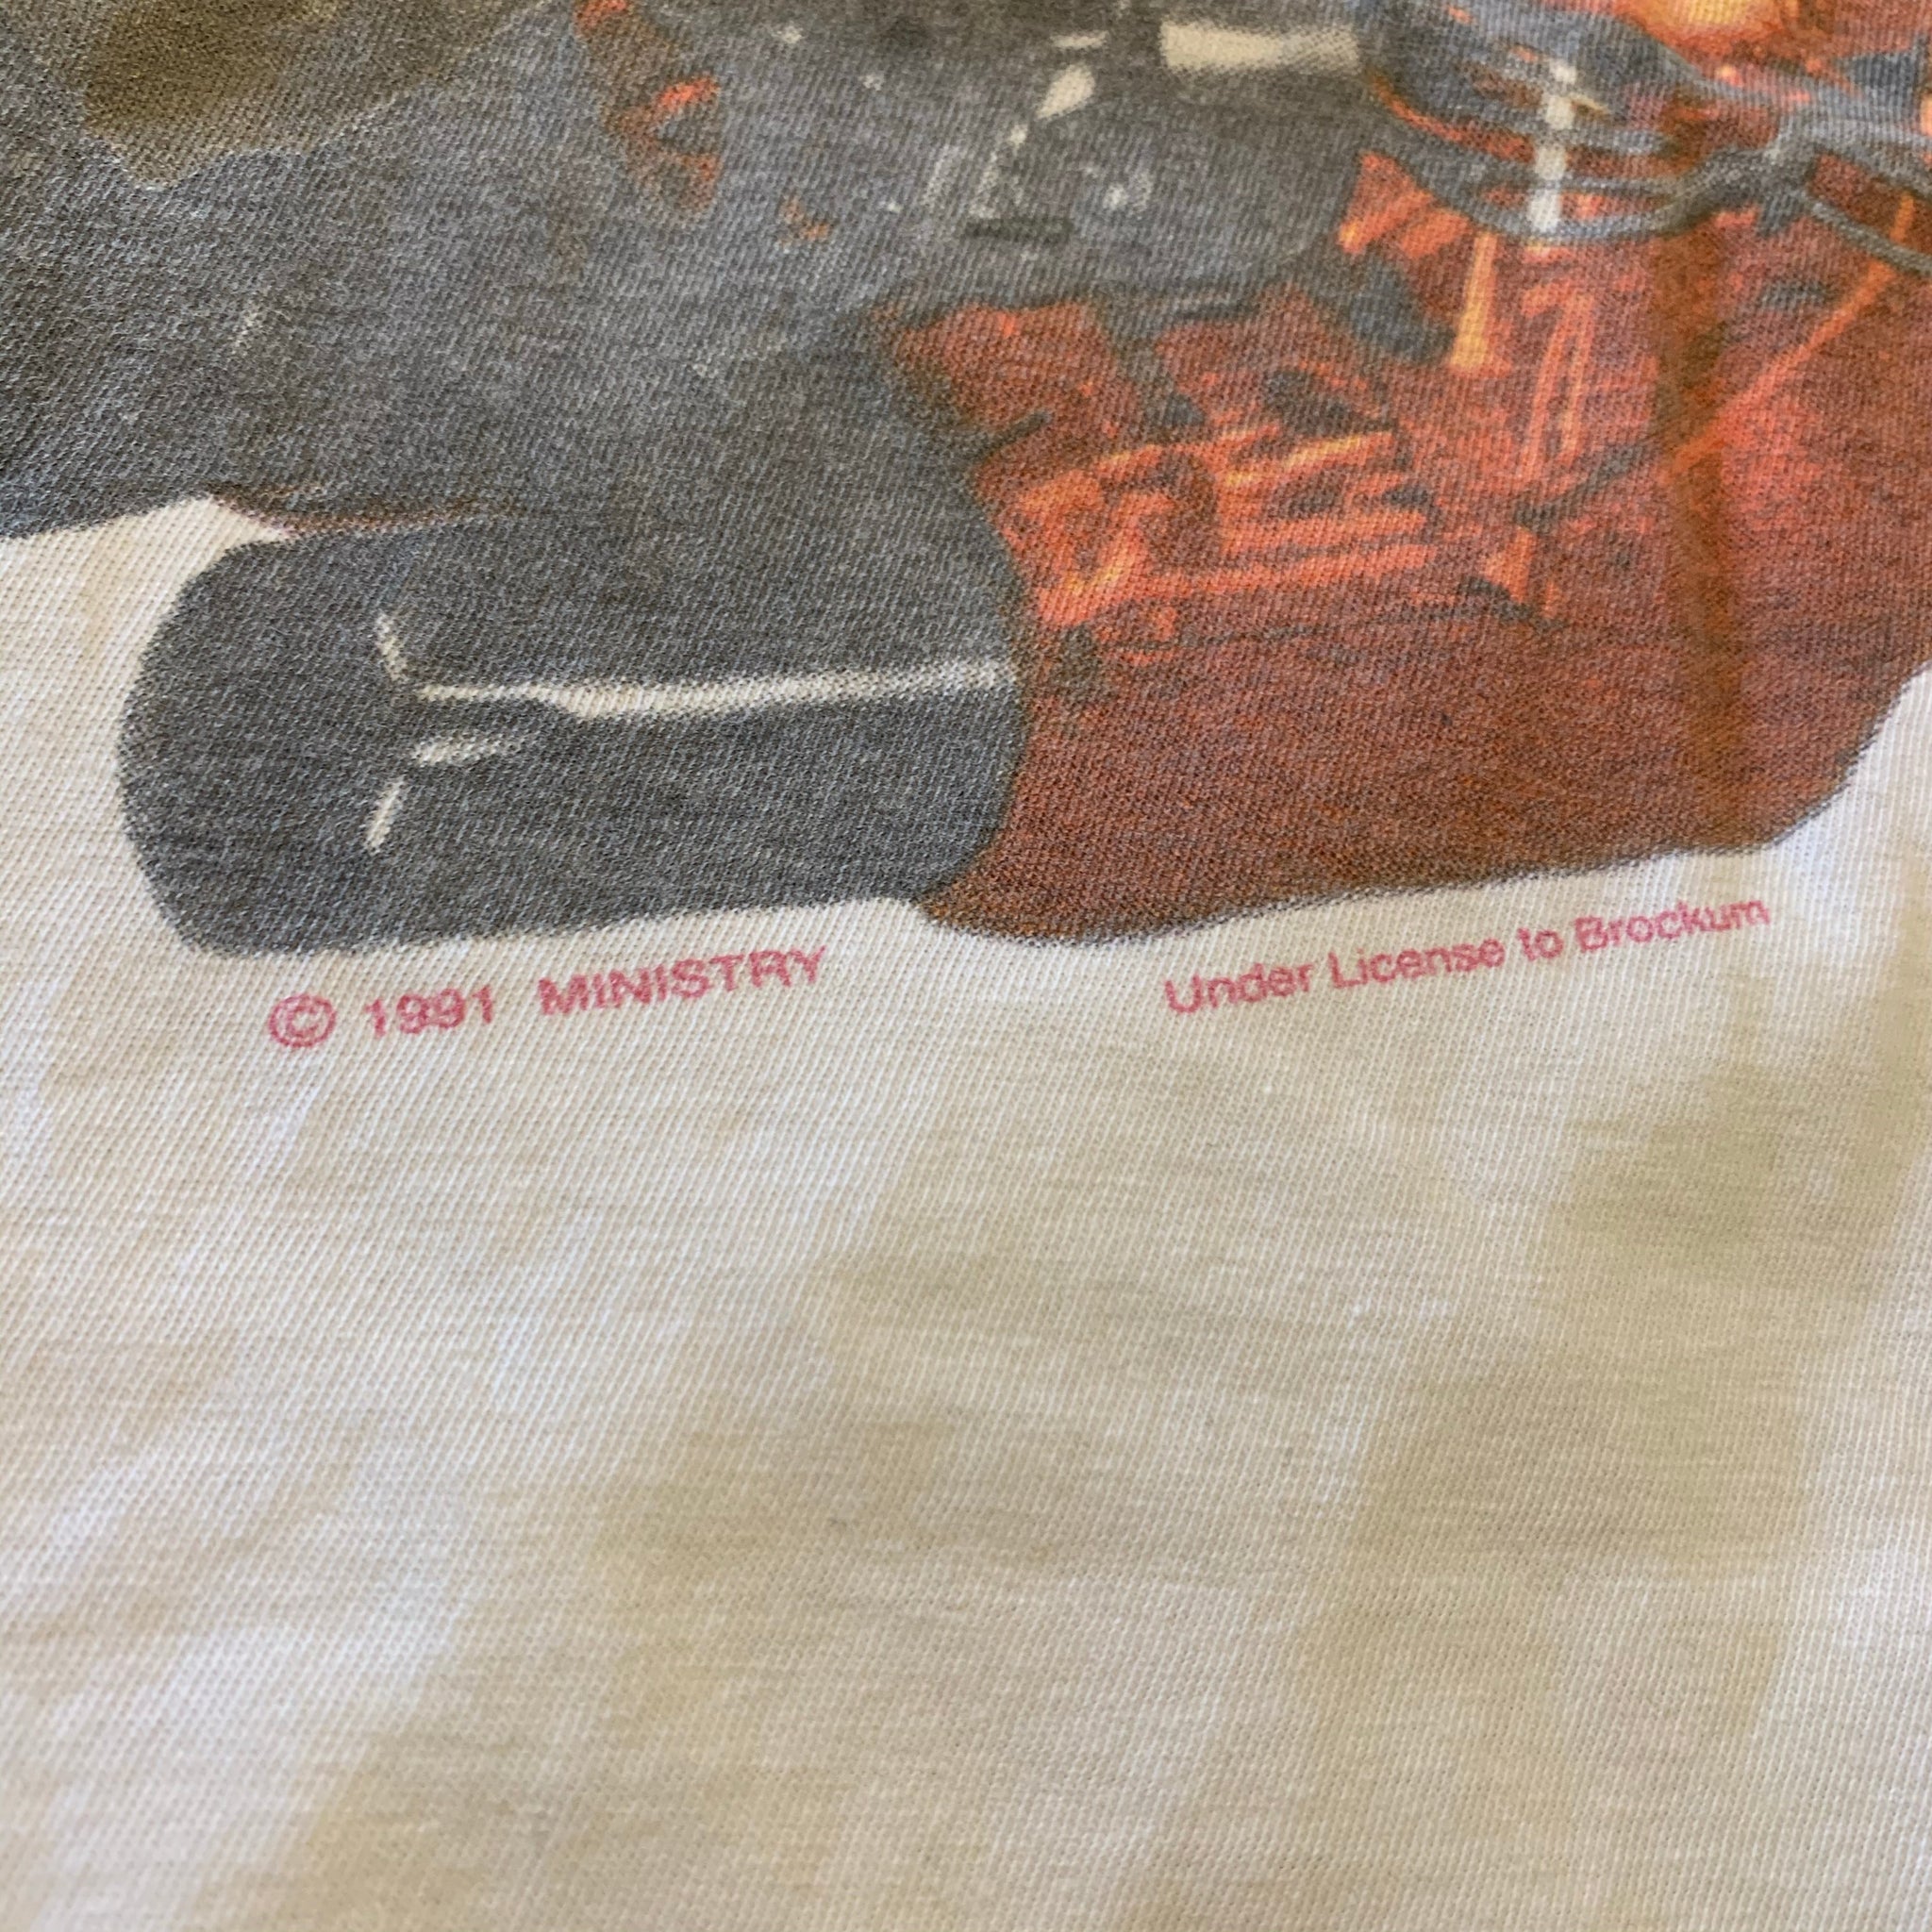 © 1991 MINISTRY Under License to Brockum